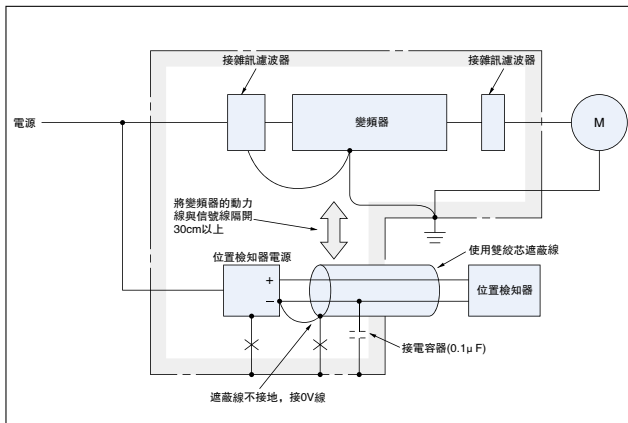 接雜訊濾波器
接雜訊濾波器
電源
變頻器
M
將變頻器的動力
線與信號線隔開
30cm以上
使用雙絞芯遮蔽線
位置檢知器電源
+
−
位置檢知器
接電容器(0.1μ F)
遮蔽線不接地，接0V線